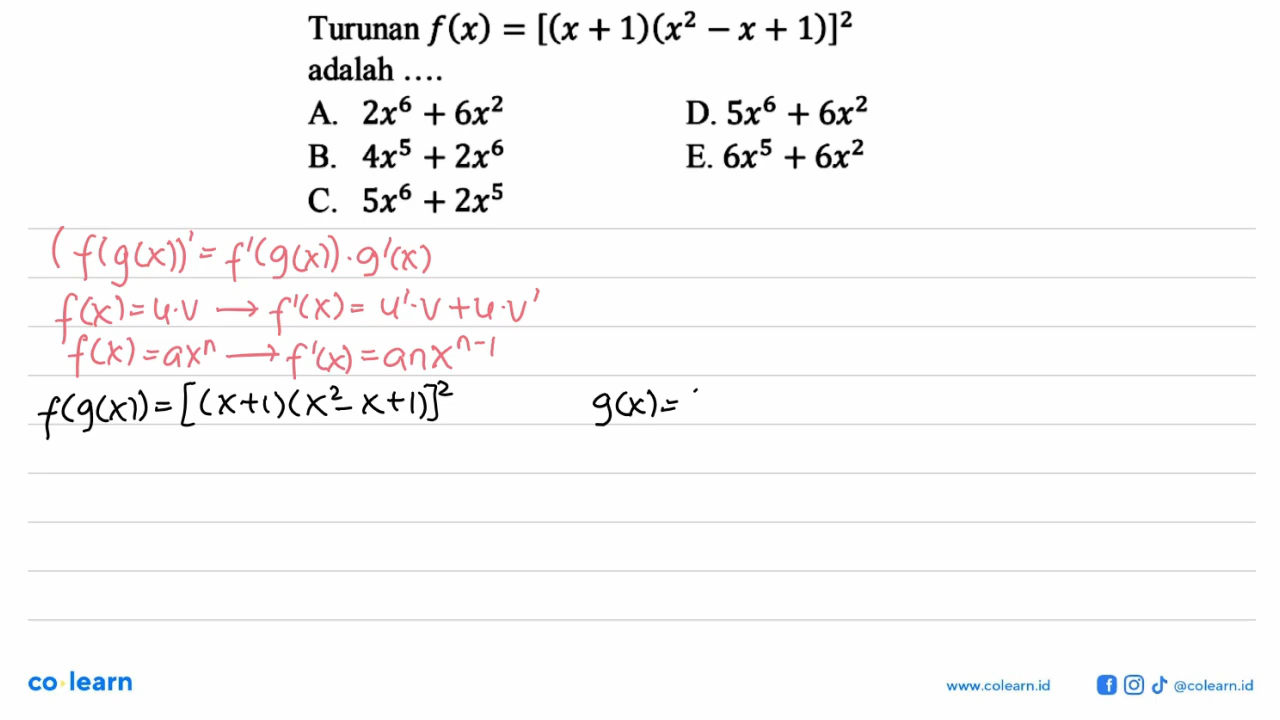 Turunan f(x) = [(x + 1)(x² − x + 1)]²
adalah ....
A. 2x⁶ + 6x²
D. 5x⁶ + 6x²
B. 4x⁵ + 2x⁶
E. 6x⁵ + 6x²
C. 5x⁶ + 2x⁵
(f(g(x))' = f'(g(x)) · g'(x)
f(x) = u·v → f'(x) = u'·v + u·v'
f(x) = axⁿ → f'(x) = anxⁿ⁻¹
f(g(x)) = [(x+1)(x² − x + 1)]²
g(x) =
co learn
www.colearn.id
@colearn.id